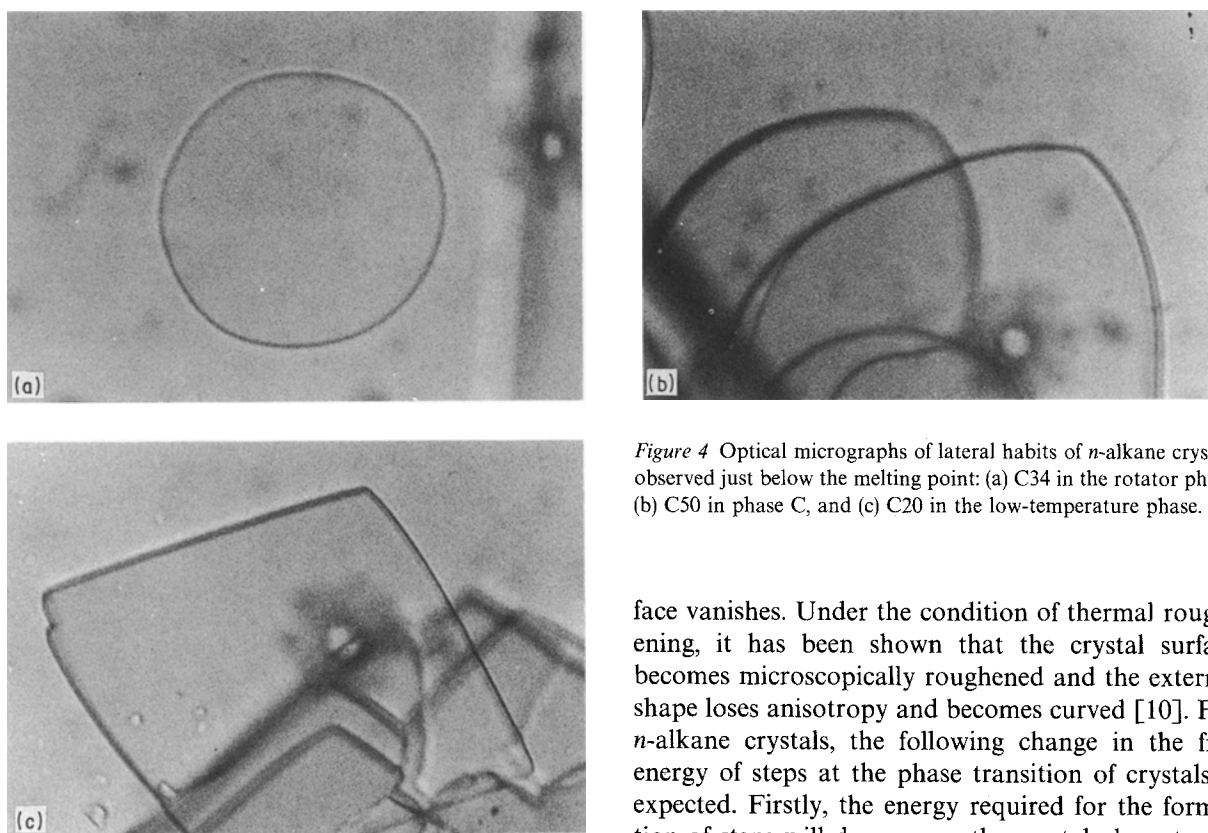 (a)
(b)
(c)
Figure 4 Optical micrographs of lateral habits of n-alkane crys
observed just below the melting point: (a) C34 in the rotator ph
(b) C50 in phase C, and (c) C20 in the low-temperature phase.
face vanishes. Under the condition of thermal roug
ening, it has been shown that the crystal surfa
becomes microscopically roughened and the extern
shape loses anisotropy and becomes curved [10]. F
n-alkane crystals, the following change in the fr
energy of steps at the phase transition of crystals
expected. Firstly, the energy required for the form